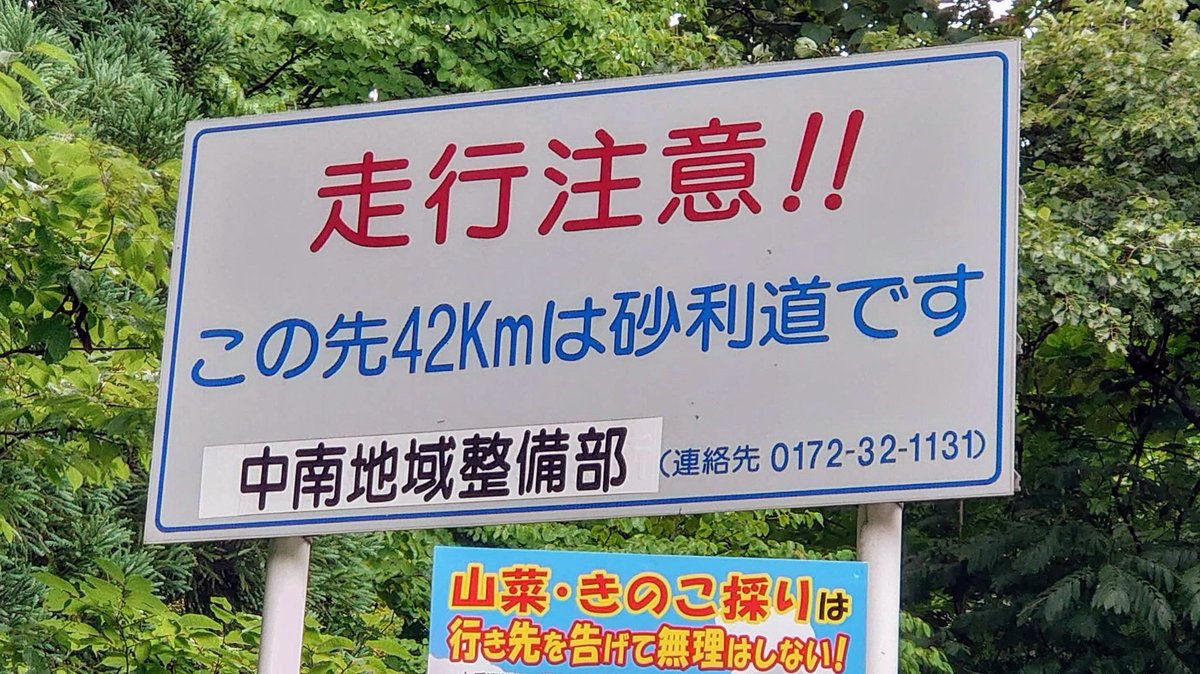 走行注意!!
この先42Kmは砂利道です
中南地域整備部 (連絡先 0172-32-1131)
山菜・きのこ採りは
行き先を告げて無理はしない!